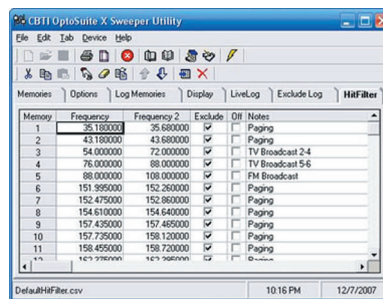 CBTI OptoSuite X Sweeper Utility
File Edit Tab Device Help
Memories Options Log Memories Display LiveLog Exclude Log HitFilter
Memory Frequency Frequency 2 Exclude Off Notes
1 35.180000 35.680000 Paging
2 43.180000 43.680000 Paging
3 54.000000 72.000000 TV Broadcast 2-4
4 76.000000 88.000000 TV Broadcast 5-6
5 88.000000 108.000000 FM Broadcast
6 151.995000 152.260000 Paging
7 152.475000 152.860000 Paging
8 154.610000 154.640000 Paging
9 157.435000 157.465000 Paging
10 157.735000 158.120000 Paging
11 158.455000 158.720000 Paging
12 162.375000 Paging
DefaultHitFilter.csv 10:16 PM 12/7/2007